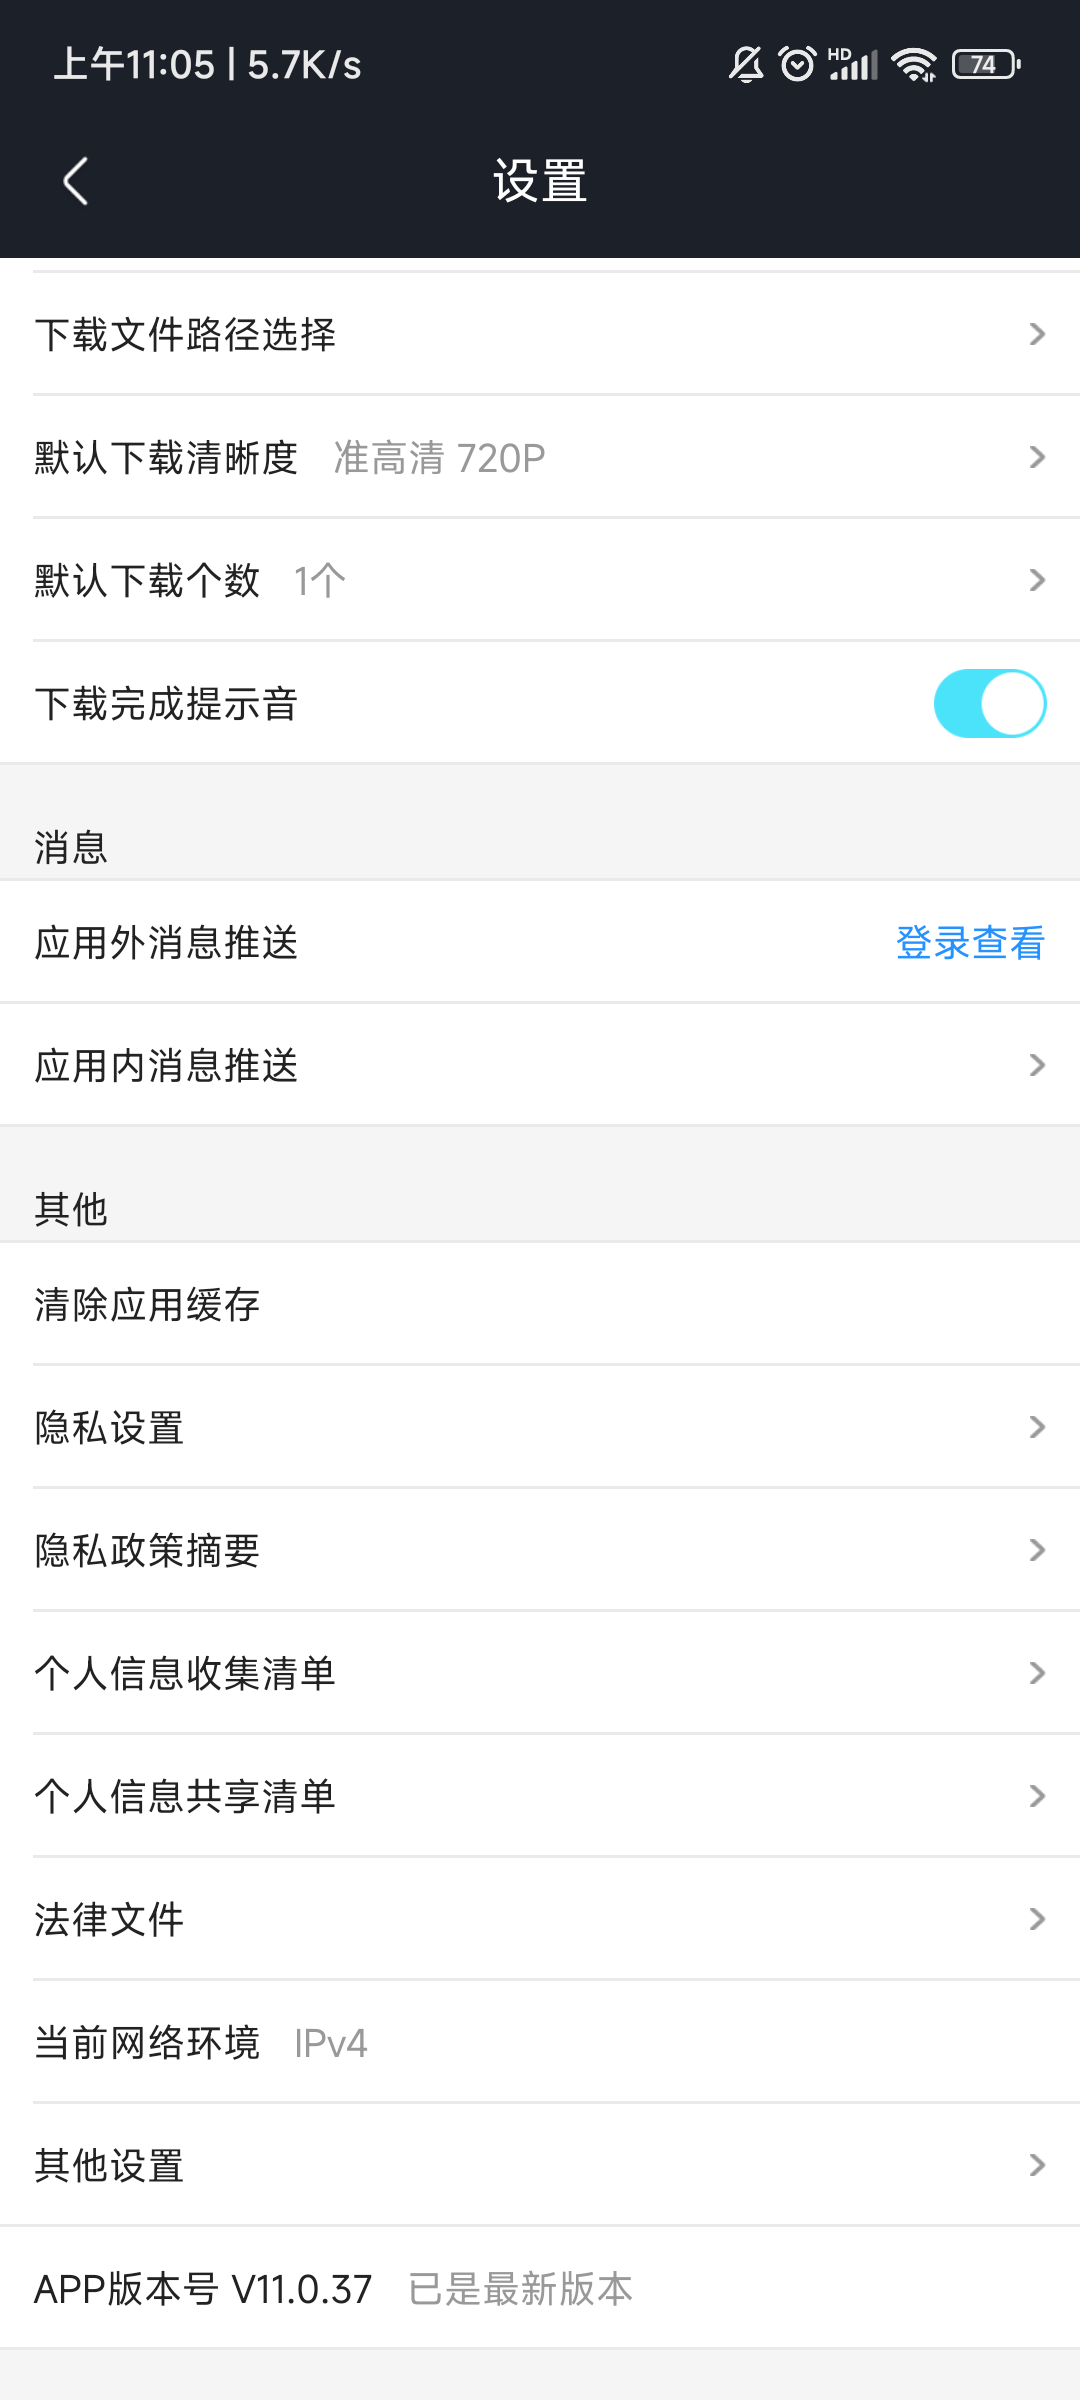 上午11:05 | 5.7K/s
HD
74
设置
下载文件路径选择
默认下载清晰度 准高清 720P
默认下载个数 1个
下载完成提示音
消息
应用外消息推送 登录查看
应用内消息推送
其他
清除应用缓存
隐私设置
隐私政策摘要
个人信息收集清单
个人信息共享清单
法律文件
当前网络环境 IPv4
其他设置
APP版本号 V11.0.37 已是最新版本